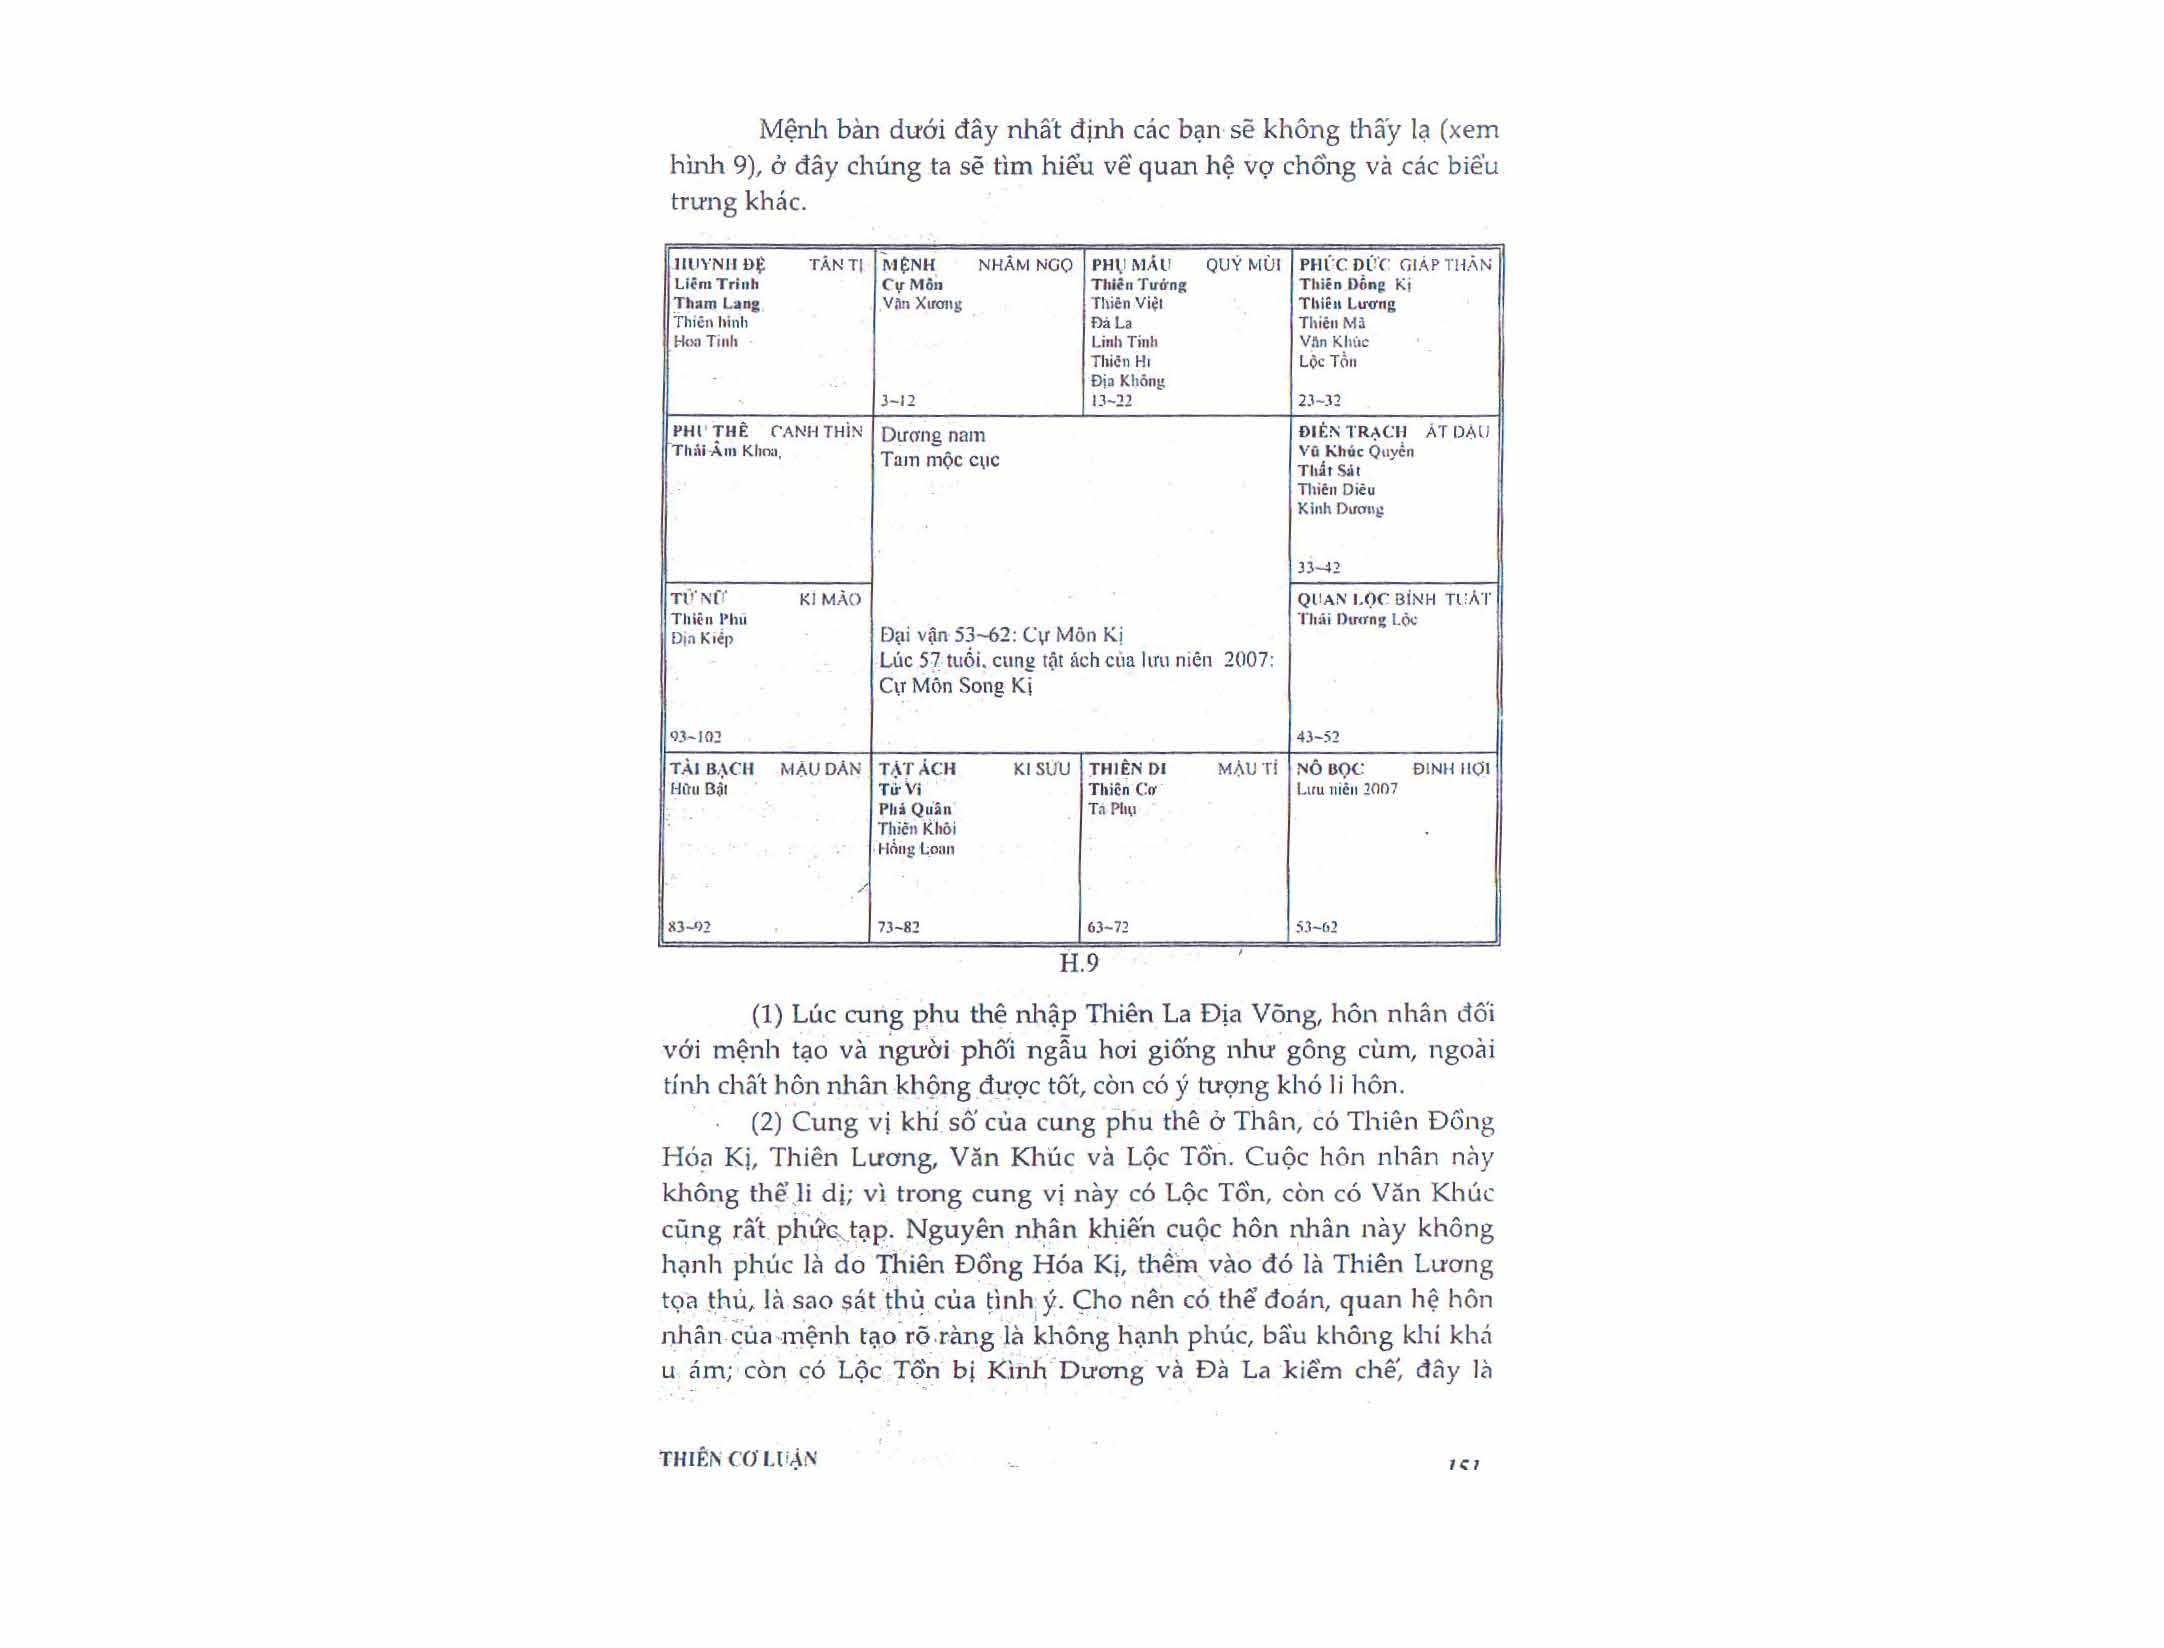 Mệnh bàn dưới đây nhất định các bạn sẽ không thấy lạ (xem
hình 9), ở đây chúng ta sẽ tìm hiểu về quan hệ vợ chồng và các biểu
trưng khác.
HUYNH ĐỆ TÂN TỊ
Liêm Trinh
Tham Lang
Thiên hình
Hoa Tinh
MỆNH NHÂM NGỌ
Cự Môn
Văn Xương
3~12
PHỤ MẪU QUÝ MÙI
Thiên Tướng
Thiên Việt
Đà La
Linh Tinh
Thiên Hỉ
Địa Không
13~22
PHÚC ĐỨC GIÁP THÂN
Thiên Đồng Kị
Thiên Lương
Thiên Mã
Văn Khúc
Lộc Tồn
23~32
PHU THÊ CANH THÌN
Thái Âm Khoa,
Dương nam
Tam mộc cục
ĐIỀN TRẠCH ẤT DẬU
Vũ Khúc Quyền
Thất Sát
Thiên Diêu
Kình Dương
33~42
TỬ NỮ KỈ MÃO
Thiên Phủ
Địa Kiếp
93~102
Đại vận 53~62: Cự Môn Kị
Lúc 57 tuổi, cung tật ách của lưu niên 2007:
Cự Môn Song Kị
QUAN LỘC BÍNH TUẤT
Thái Dương Lộc
43~52
TÀI BẠCH MẬU DẦN
Hữu Bật
83~92
TẬT ÁCH KỈ SỬU
Tử Vi
Phá Quân
Thiên Khôi
Hồng Loan
73~82
THIÊN DI MẬU TÍ
Thiên Cơ
Tả Phụ
63~72
NÔ BỘC ĐINH HỢI
Lưu niên 2007
53~62
H.9
(1) Lúc cung phu thê nhập Thiên La Địa Võng, hôn nhân đối
với mệnh tạo và người phối ngẫu hơi giống như gông cùm, ngoài
tính chất hôn nhân không được tốt, còn có ý tượng khó li hôn.
(2) Cung vị khí số của cung phu thê ở Thân, có Thiên Đồng
Hóa Kị, Thiên Lương, Văn Khúc và Lộc Tồn. Cuộc hôn nhân này
không thể li dị; vì trong cung vị này có Lộc Tồn, còn có Văn Khúc
cũng rất phức tạp. Nguyên nhân khiến cuộc hôn nhân này không
hạnh phúc là do Thiên Đồng Hóa Kị, thêm vào đó là Thiên Lương
tọa thủ, là sao sát thủ của tình ý. Cho nên có thể đoán, quan hệ hôn
nhân của mệnh tạo rõ ràng là không hạnh phúc, bầu không khí khá
u ám; còn có Lộc Tồn bị Kình Dương và Đà La kiềm chế, đây là
THIÊN CƠ LUẬN 151